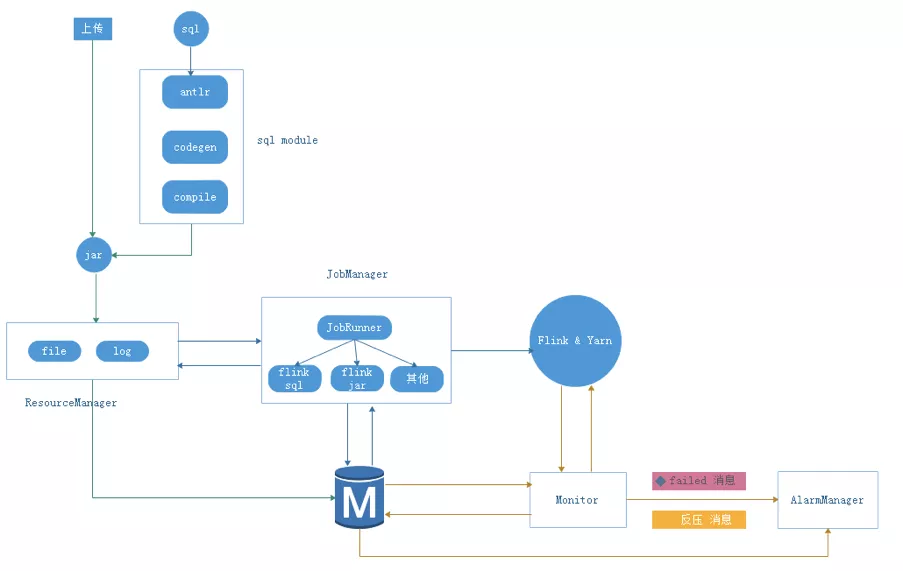 上传
sql
antlr
codegen
compile
sql module
jar
JobManager
JobRunner
flink
sql
flink
jar
其他
Flink & Yarn
file
log
ResourceManager
M
Monitor
failed 消息
反压 消息
AlarmManager